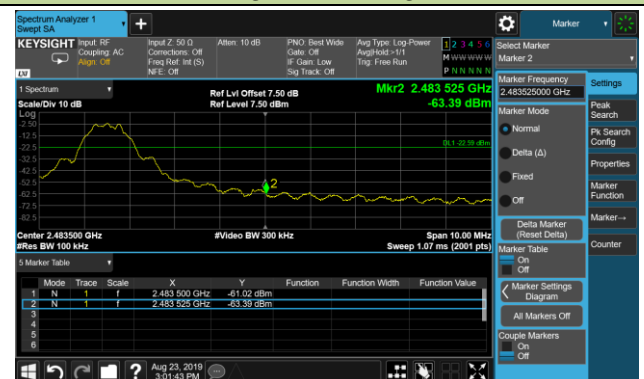 Spectrum Analyzer 1
Swept SA
+
Marker
KEYSIGHT
Input: RF
Coupling: AC
Align: Off
Input Z: 50 Ω
Corrections: Off
Freq Ref: Int (S)
NFE: Off
Atten: 10 dB
PNO: Best Wide
Gate: Off
IF Gain: Low
Sig Track: Off
Avg Type: Log-Power
Avg|Hold:>1/1
Trig: Free Run
1 2 3 4 5 6
M W W W W W
P N N N N N
LXI
Select Marker
Marker 2
1 Spectrum
Scale/Div 10 dB
Log
Ref Lvl Offset 7.50 dB
Ref Level 7.50 dBm
Mkr2 2.483 525 GHz
-63.39 dBm
-2.50
-12.5
-22.5
-32.5
-42.5
-52.5
-62.5
-72.5
-82.5
DL1 -22.59 dBm
2
Center 2.483500 GHz
#Res BW 100 kHz
#Video BW 300 kHz
Span 10.00 MHz
Sweep 1.07 ms (2001 pts)
5 Marker Table
Mode Trace Scale X Y Function Function Width Function Value
1 N 1 f 2.483 500 GHz -61.02 dBm
2 N 1 f 2.483 525 GHz -63.39 dBm
3
4
5
6
Marker Frequency
2.483525000 GHz
Marker Mode
Normal
Delta (Δ)
Fixed
Off
Delta Marker
(Reset Delta)
Marker Table
On
Off
Marker Settings
Diagram
All Markers Off
Couple Markers
On
Off
Settings
Peak
Search
Pk Search
Config
Properties
Marker
Function
Marker→
Counter
?
Aug 23, 2019
3:01:43 PM